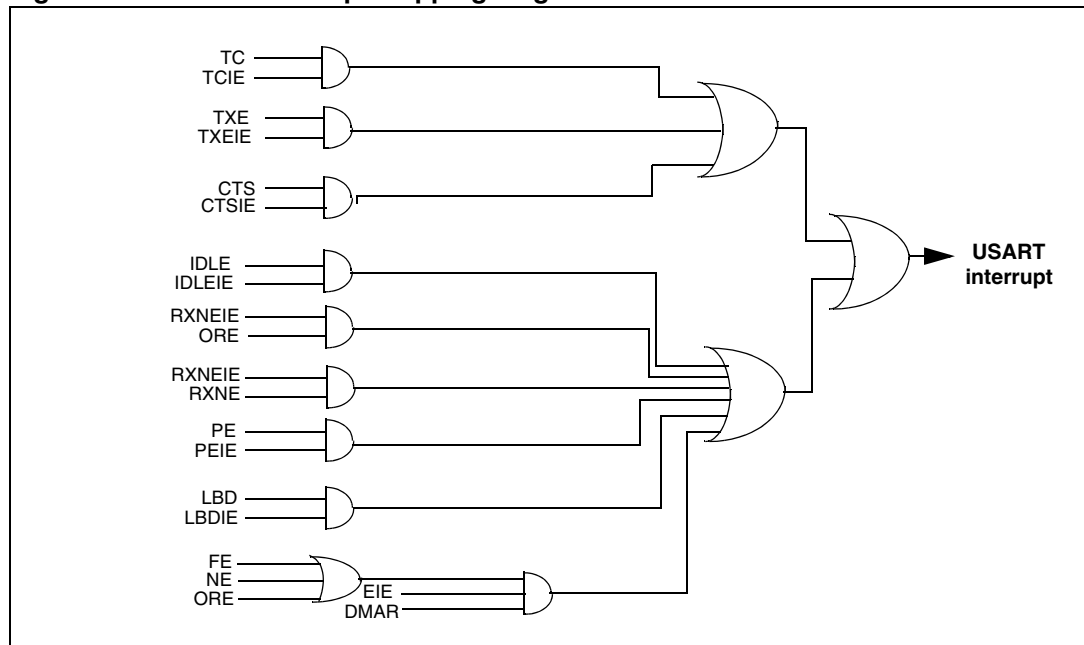 TC
TCIE
TXE
TXEIE
CTS
CTSIE
IDLE
IDLEIE
RXNEIE
ORE
RXNEIE
RXNE
PE
PEIE
LBD
LBDIE
FE
NE
ORE
EIE
DMAR
USART
interrupt